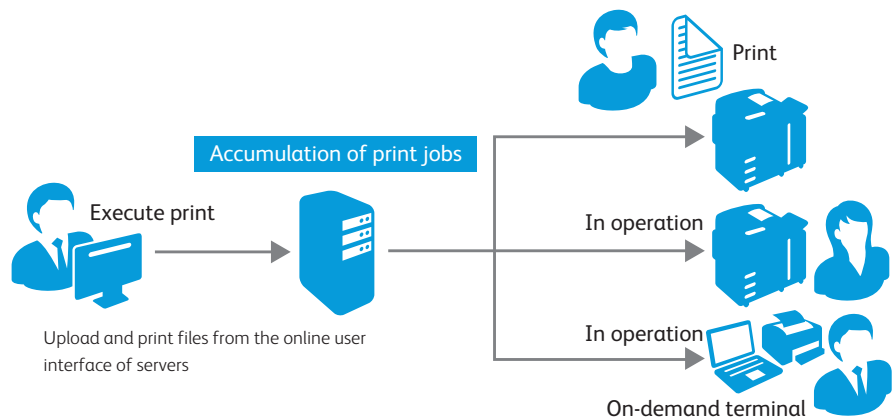 Print
Accumulation of print jobs
Execute print
In operation
Upload and print files from the online user
interface of servers
In operation
On-demand terminal